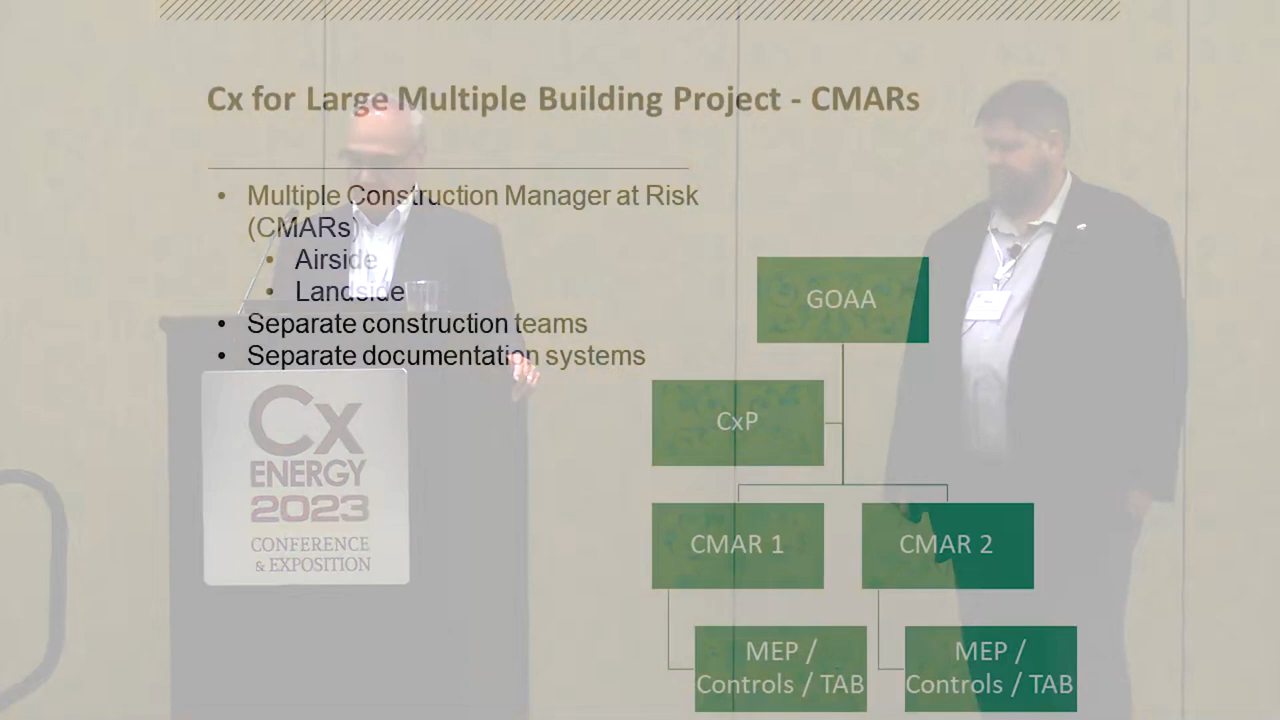 Cx for Large Multiple Building Project - CMARs
• Multiple Construction Manager at Risk
(CMARs)
• Airside
• Landside
• Separate construction teams
• Separate documentation systems
GOAA
CxP
CMAR 1
CMAR 2
MEP /
Controls / TAB
MEP /
Controls / TAB
Cx
ENERGY
2023
CONFERENCE
& EXPOSITION